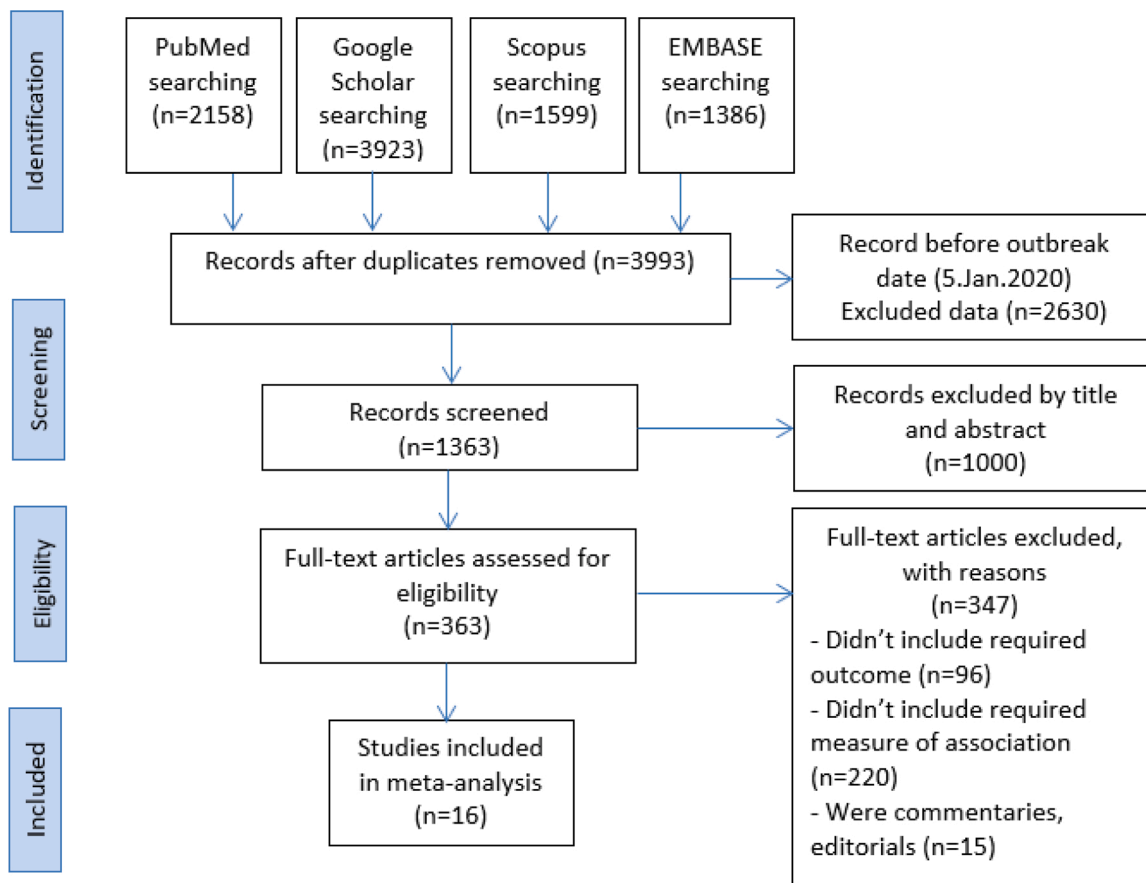 Identification
PubMed
searching
(n=2158)
Google
Scholar
searching
(n=3923)
Scopus
searching
(n=1599)
EMBASE
searching
(n=1386)
Records after duplicates removed (n=3993)
Record before outbreak
date (5.Jan.2020)
Excluded data (n=2630)
Screening
Records screened
(n=1363)
Records excluded by title
and abstract
(n=1000)
Eligibility
Full-text articles assessed for
eligibility
(n=363)
Full-text articles excluded,
with reasons
(n=347)
- Didn’t include required
outcome (n=96)
- Didn’t include required
measure of association
(n=220)
- Were commentaries,
editorials (n=15)
Included
Studies included
in meta-analysis
(n=16)